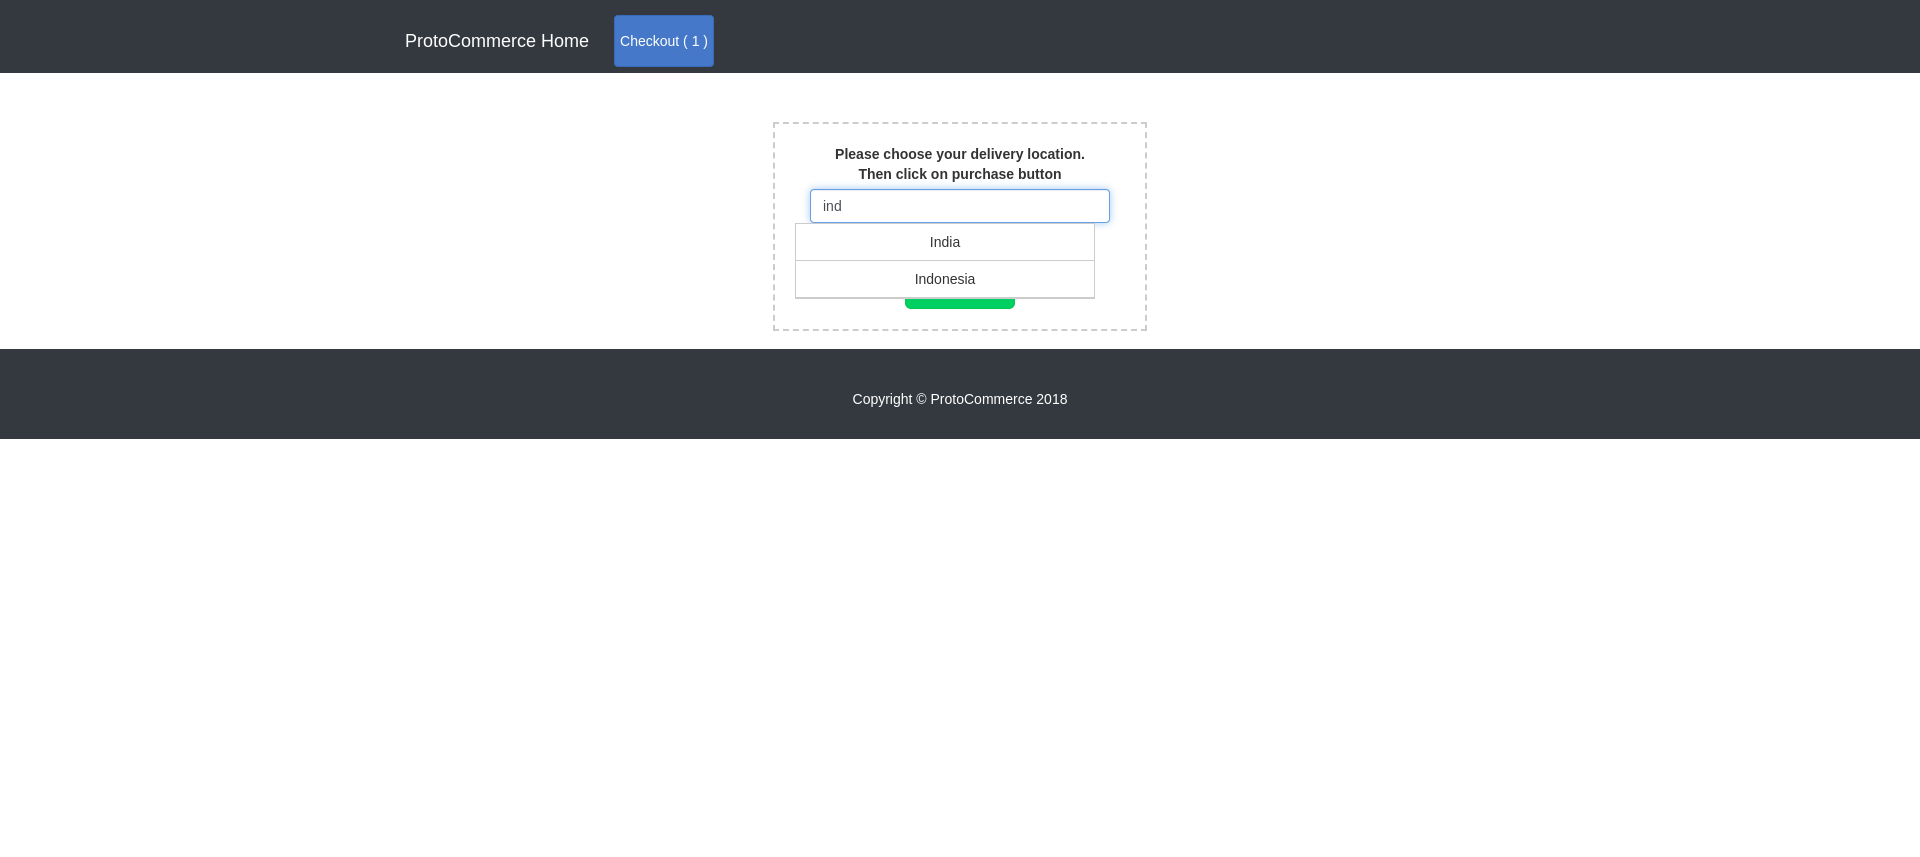 ProtoCommerce Home
Checkout ( 1 )
Please choose your delivery location.
Then click on purchase button
ind
India
Indonesia
Copyright © ProtoCommerce 2018